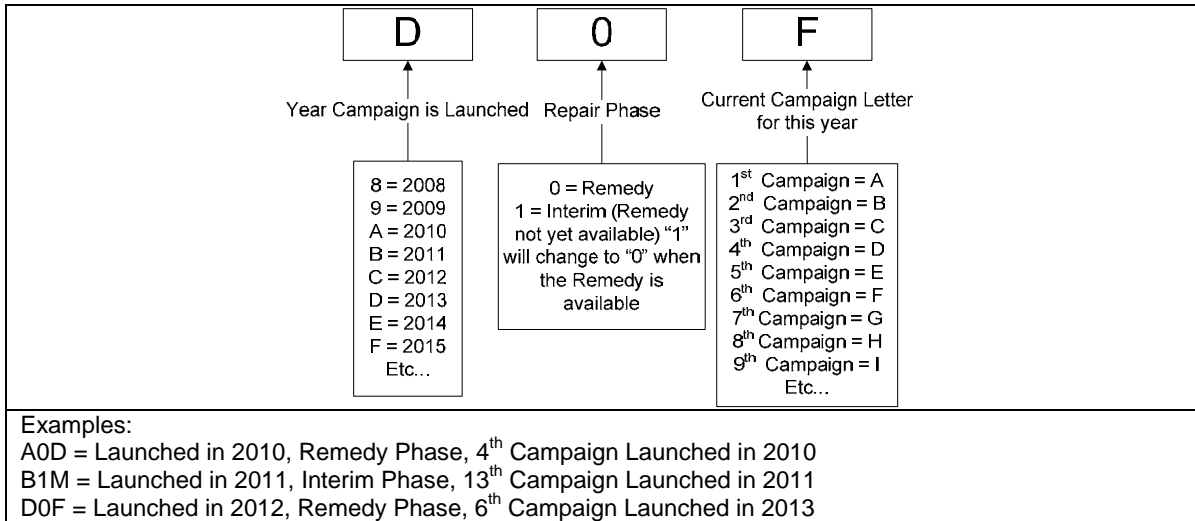 D
0
F
Year Campaign is Launched
Repair Phase
Current Campaign Letter
for this year
8 = 2008
9 = 2009
A = 2010
B = 2011
C = 2012
D = 2013
E = 2014
F = 2015
Etc...
0 = Remedy
1 = Interim (Remedy
not yet available) “1”
will change to “0” when
the Remedy is
available
1st Campaign = A
2nd Campaign = B
3rd Campaign = C
4th Campaign = D
5th Campaign = E
6th Campaign = F
7th Campaign = G
8th Campaign = H
9th Campaign = I
Etc...
Examples:
A0D = Launched in 2010, Remedy Phase, 4th Campaign Launched in 2010
B1M = Launched in 2011, Interim Phase, 13th Campaign Launched in 2011
D0F = Launched in 2012, Remedy Phase, 6th Campaign Launched in 2013